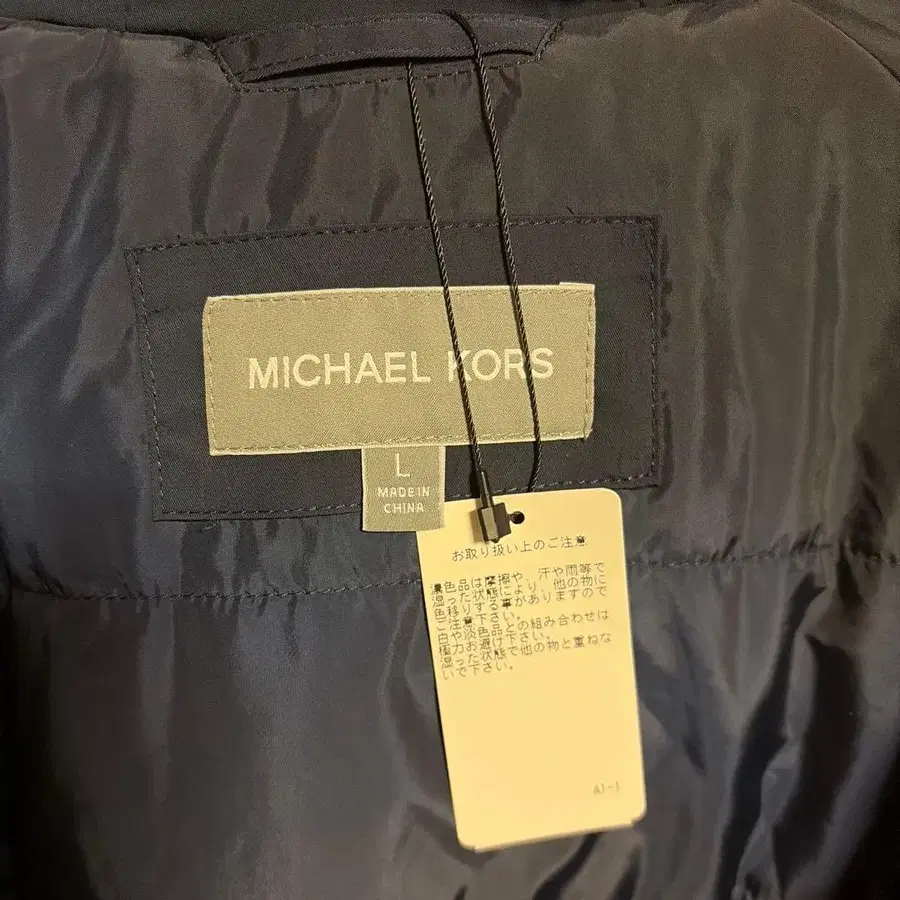 MICHAEL KORS
L
MADE IN
CHINA
お取り扱い上のご注意
濃色品は摩擦や、汗や雨等で
湿った状態により、他の物に
色移りする事がありますので
ご注意下さい。
白や淡色品との組み合わせは
極力お避け下さい。
湿った状態で他の物と重ねな
いで下さい。
AJ-1